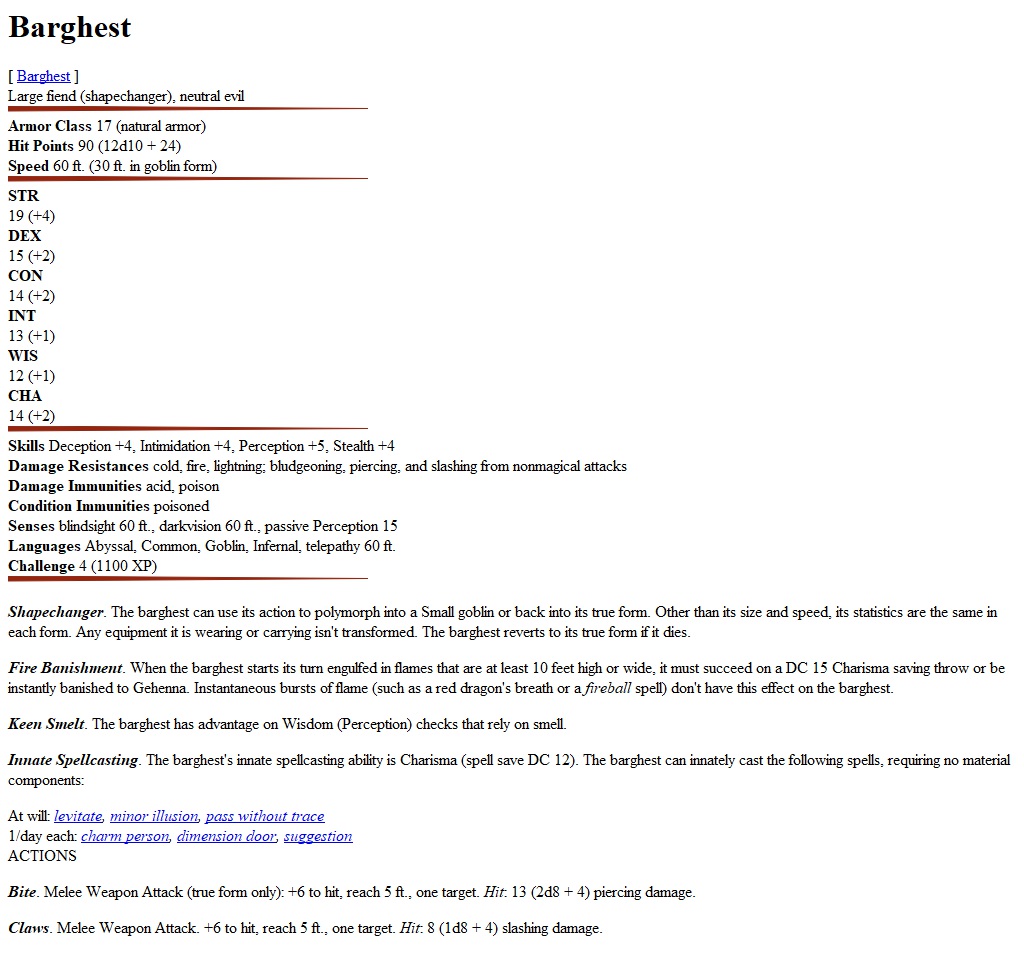 Barghest
[ Barghest ]
Large fiend (shapechanger), neutral evil
Armor Class 17 (natural armor)
Hit Points 90 (12d10 + 24)
Speed 60 ft. (30 ft. in goblin form)
STR
19 (+4)
DEX
15 (+2)
CON
14 (+2)
INT
13 (+1)
WIS
12 (+1)
CHA
14 (+2)
Skills Deception +4, Intimidation +4, Perception +5, Stealth +4
Damage Resistances cold, fire, lightning; bludgeoning, piercing, and slashing from nonmagical attacks
Damage Immunities acid, poison
Condition Immunities poisoned
Senses blindsight 60 ft., darkvision 60 ft., passive Perception 15
Languages Abyssal, Common, Goblin, Infernal, telepathy 60 ft.
Challenge 4 (1100 XP)
Shapechanger. The barghest can use its action to polymorph into a Small goblin or back into its true form. Other than its size and speed, its statistics are the same in
each form. Any equipment it is wearing or carrying isn't transformed. The barghest reverts to its true form if it dies.
Fire Banishment. When the barghest starts its turn engulfed in flames that are at least 10 feet high or wide, it must succeed on a DC 15 Charisma saving throw or be
instantly banished to Gehenna. Instantaneous bursts of flame (such as a red dragon's breath or a fireball spell) don't have this effect on the barghest.
Keen Smelt. The barghest has advantage on Wisdom (Perception) checks that rely on smell.
Innate Spellcasting. The barghest's innate spellcasting ability is Charisma (spell save DC 12). The barghest can innately cast the following spells, requiring no material
components:
At will: levitate, minor illusion, pass without trace
1/day each: charm person, dimension door, suggestion
ACTIONS
Bite. Melee Weapon Attack (true form only): +6 to hit, reach 5 ft., one target. Hit: 13 (2d8 + 4) piercing damage.
Claws. Melee Weapon Attack. +6 to hit, reach 5 ft., one target. Hit: 8 (1d8 + 4) slashing damage.